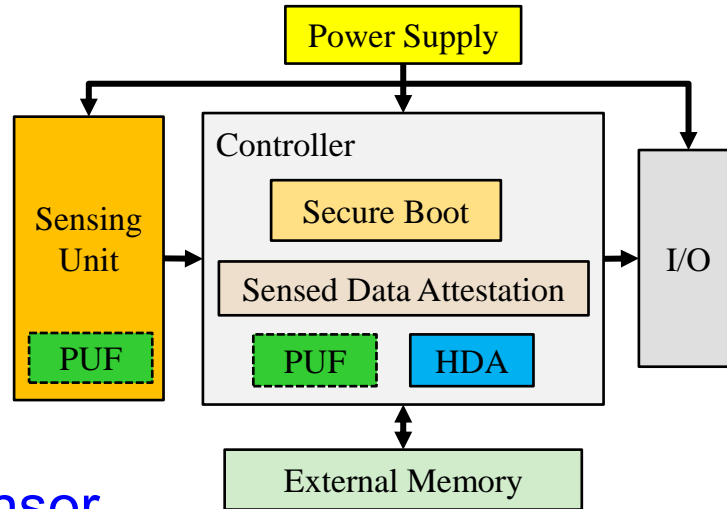 Power Supply
Controller
Secure Boot
Sensing
Unit
I/O
Sensed Data Attestation
PUF
PUF
HDA
External Memory